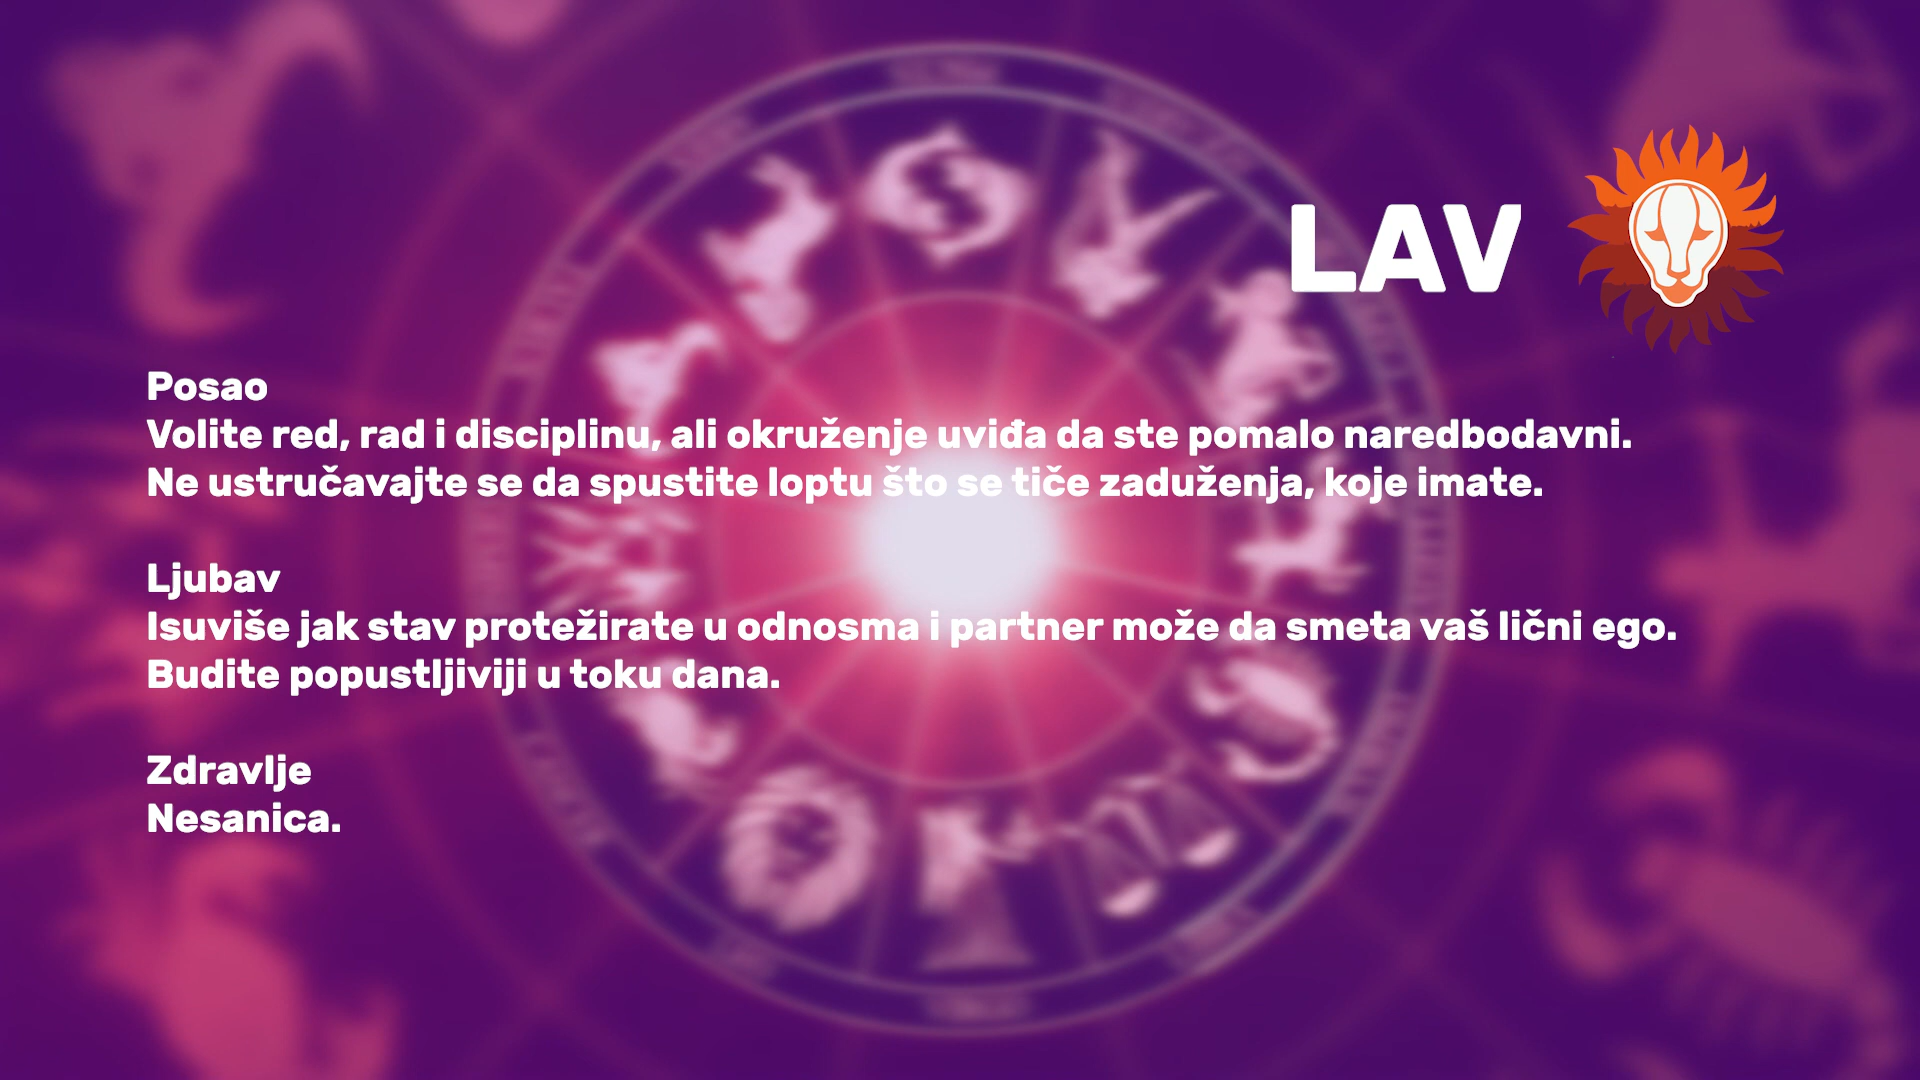 LAV
Posao
Volite red, rad i disciplinu, ali okruženje uviđa da ste pomalo naredbodavni.
Ne ustručavajte se da spustite loptu što se tiče zaduženja, koje imate.
Ljubav
Isuviše jak stav protežirate u odnosma i partner može da smeta vaš lični ego.
Budite popustljiviji u toku dana.
Zdravlje
Nesanica.